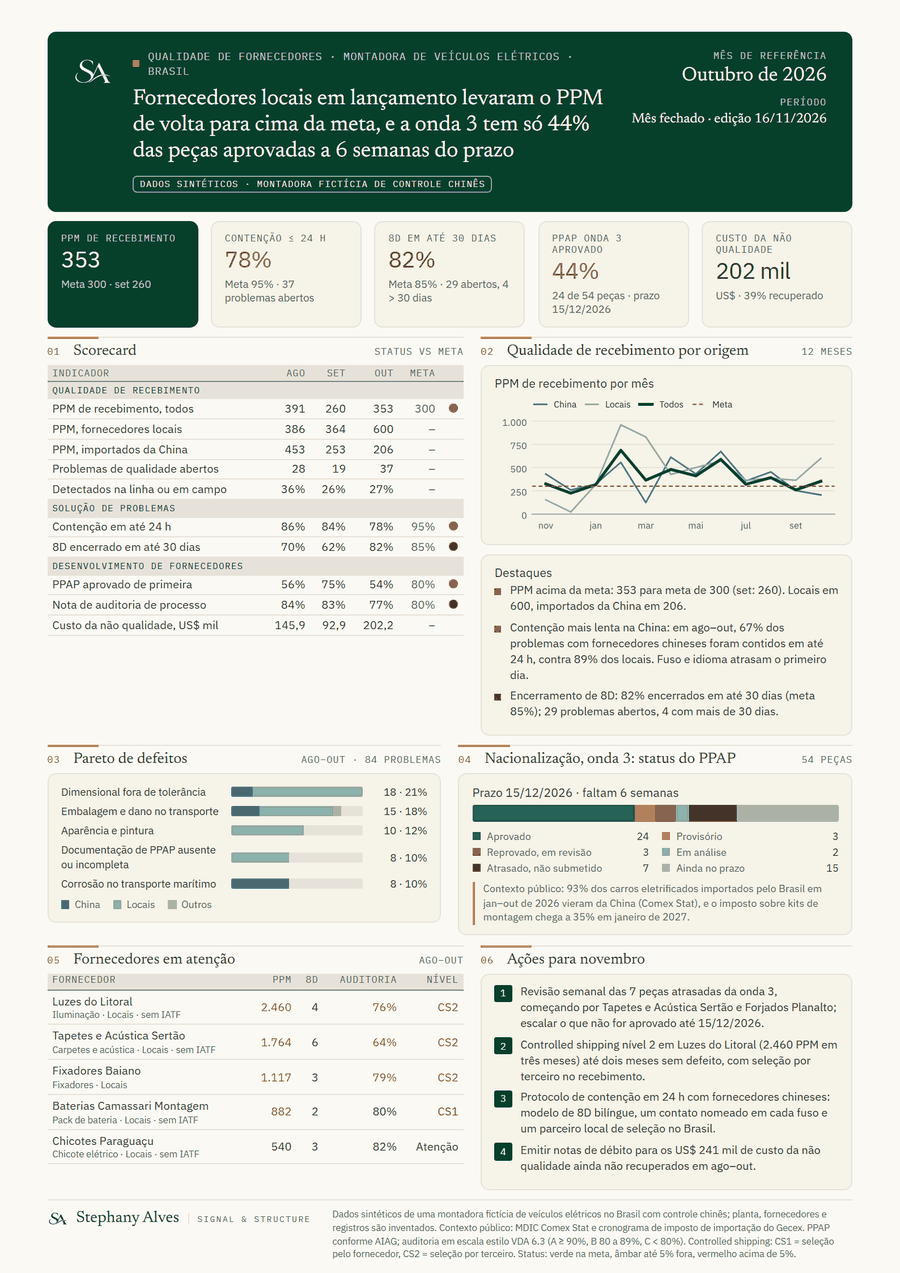 SA
QUALIDADE DE FORNECEDORES · MONTADORA DE VEÍCULOS ELÉTRICOS ·
BRASIL
Fornecedores locais em lançamento levaram o PPM
de volta para cima da meta, e a onda 3 tem só 44%
das peças aprovadas a 6 semanas do prazo
DADOS SINTÉTICOS · MONTADORA FICTÍCIA DE CONTROLE CHINÊS
MÊS DE REFERÊNCIA
Outubro de 2026
PERÍODO
Mês fechado · edição 16/11/2026
PPM DE RECEBIMENTO
353
Meta 300 · set 260
CONTENÇÃO ≤ 24 H
78%
Meta 95% · 37
problemas abertos
8D EM ATÉ 30 DIAS
82%
Meta 85% · 29 abertos, 4
> 30 dias
PPAP ONDA 3
APROVADO
44%
24 de 54 peças · prazo
15/12/2026
CUSTO DA NÃO
QUALIDADE
202 mil
US$ · 39% recuperado
01 Scorecard STATUS VS META
INDICADOR AGO SET OUT META
QUALIDADE DE RECEBIMENTO
PPM de recebimento, todos 391 260 353 300
PPM, fornecedores locais 386 364 600 –
PPM, importados da China 453 253 206 –
Problemas de qualidade abertos 28 19 37 –
Detectados na linha ou em campo 36% 26% 27% –
SOLUÇÃO DE PROBLEMAS
Contenção em até 24 h 86% 84% 78% 95%
8D encerrado em até 30 dias 70% 62% 82% 85%
DESENVOLVIMENTO DE FORNECEDORES
PPAP aprovado de primeira 56% 75% 54% 80%
Nota de auditoria de processo 84% 83% 77% 80%
Custo da não qualidade, US$ mil 145,9 92,9 202,2 –
02 Qualidade de recebimento por origem 12 MESES
PPM de recebimento por mês
China Locais Todos Meta
1.000
750
500
250
0
nov jan mar mai jul set
Destaques
PPM acima da meta: 353 para meta de 300 (set: 260). Locais em
600, importados da China em 206.
Contenção mais lenta na China: em ago–out, 67% dos
problemas com fornecedores chineses foram contidos em até
24 h, contra 89% dos locais. Fuso e idioma atrasam o primeiro
dia.
Encerramento de 8D: 82% encerrados em até 30 dias (meta
85%); 29 problemas abertos, 4 com mais de 30 dias.
03 Pareto de defeitos AGO–OUT · 84 PROBLEMAS
Dimensional fora de tolerância 18 · 21%
Embalagem e dano no transporte 15 · 18%
Aparência e pintura 10 · 12%
Documentação de PPAP ausente
ou incompleta 8 · 10%
Corrosão no transporte marítimo 8 · 10%
China Locais Outros
04 Nacionalização, onda 3: status do PPAP 54 PEÇAS
Prazo 15/12/2026 · faltam 6 semanas
Aprovado 24 Provisório 3
Reprovado, em revisão 3 Em análise 2
Atrasado, não submetido 7 Ainda no prazo 15
Contexto público: 93% dos carros eletrificados importados pelo Brasil em
jan–out de 2026 vieram da China (Comex Stat), e o imposto sobre kits de
montagem chega a 35% em janeiro de 2027.
05 Fornecedores em atenção AGO–OUT
FORNECEDOR PPM 8D AUDITORIA NÍVEL
Luzes do Litoral 2.460 4 76% CS2
Iluminação · Locais · sem IATF
Tapetes e Acústica Sertão 1.764 6 64% CS2
Carpetes e acústica · Locais · sem IATF
Fixadores Baiano 1.117 3 79% CS2
Fixadores · Locais
Baterias Camassari Montagem 882 2 80% CS1
Pack de bateria · Locais · sem IATF
Chicotes Paraguaçu 540 3 82% Atenção
Chicote elétrico · Locais · sem IATF
06 Ações para novembro
1 Revisão semanal das 7 peças atrasadas da onda 3,
começando por Tapetes e Acústica Sertão e Forjados Planalto;
escalar o que não for aprovado até 15/12/2026.
2 Controlled shipping nível 2 em Luzes do Litoral (2.460 PPM em
três meses) até dois meses sem defeito, com seleção por
terceiro no recebimento.
3 Protocolo de contenção em 24 h com fornecedores chineses:
modelo de 8D bilíngue, um contato nomeado em cada fuso e
um parceiro local de seleção no Brasil.
4 Emitir notas de débito para os US$ 241 mil de custo da não
qualidade ainda não recuperados em ago–out.
SA Stephany Alves SIGNAL & STRUCTURE
Dados sintéticos de uma montadora fictícia de veículos elétricos no Brasil com controle chinês; planta, fornecedores e
registros são inventados. Contexto público: MDIC Comex Stat e cronograma de imposto de importação do Gecex. PPAP
conforme AIAG; auditoria em escala estilo VDA 6.3 (A ≥ 90%, B 80 a 89%, C < 80%). Controlled shipping: CS1 = seleção
pelo fornecedor, CS2 = seleção por terceiro. Status: verde na meta, âmbar até 5% fora, vermelho acima de 5%.